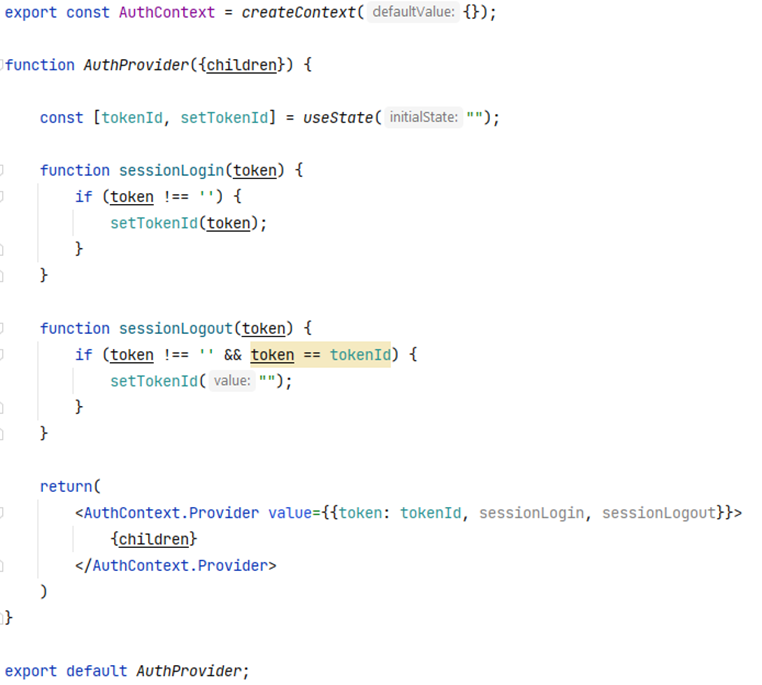 export const AuthContext = createContext( defaultValue: {});
function AuthProvider({children}) {
const [tokenId, setTokenId] = useState( initialState: "");
function sessionLogin(token) {
if (token !== '') {
setTokenId(token);
}
}
function sessionLogout(token) {
if (token !== '' && token == tokenId) {
setTokenId( value: "");
}
}
return(
<AuthContext.Provider value={{token: tokenId, sessionLogin, sessionLogout}}>
{children}
</AuthContext.Provider>
)
}
export default AuthProvider;